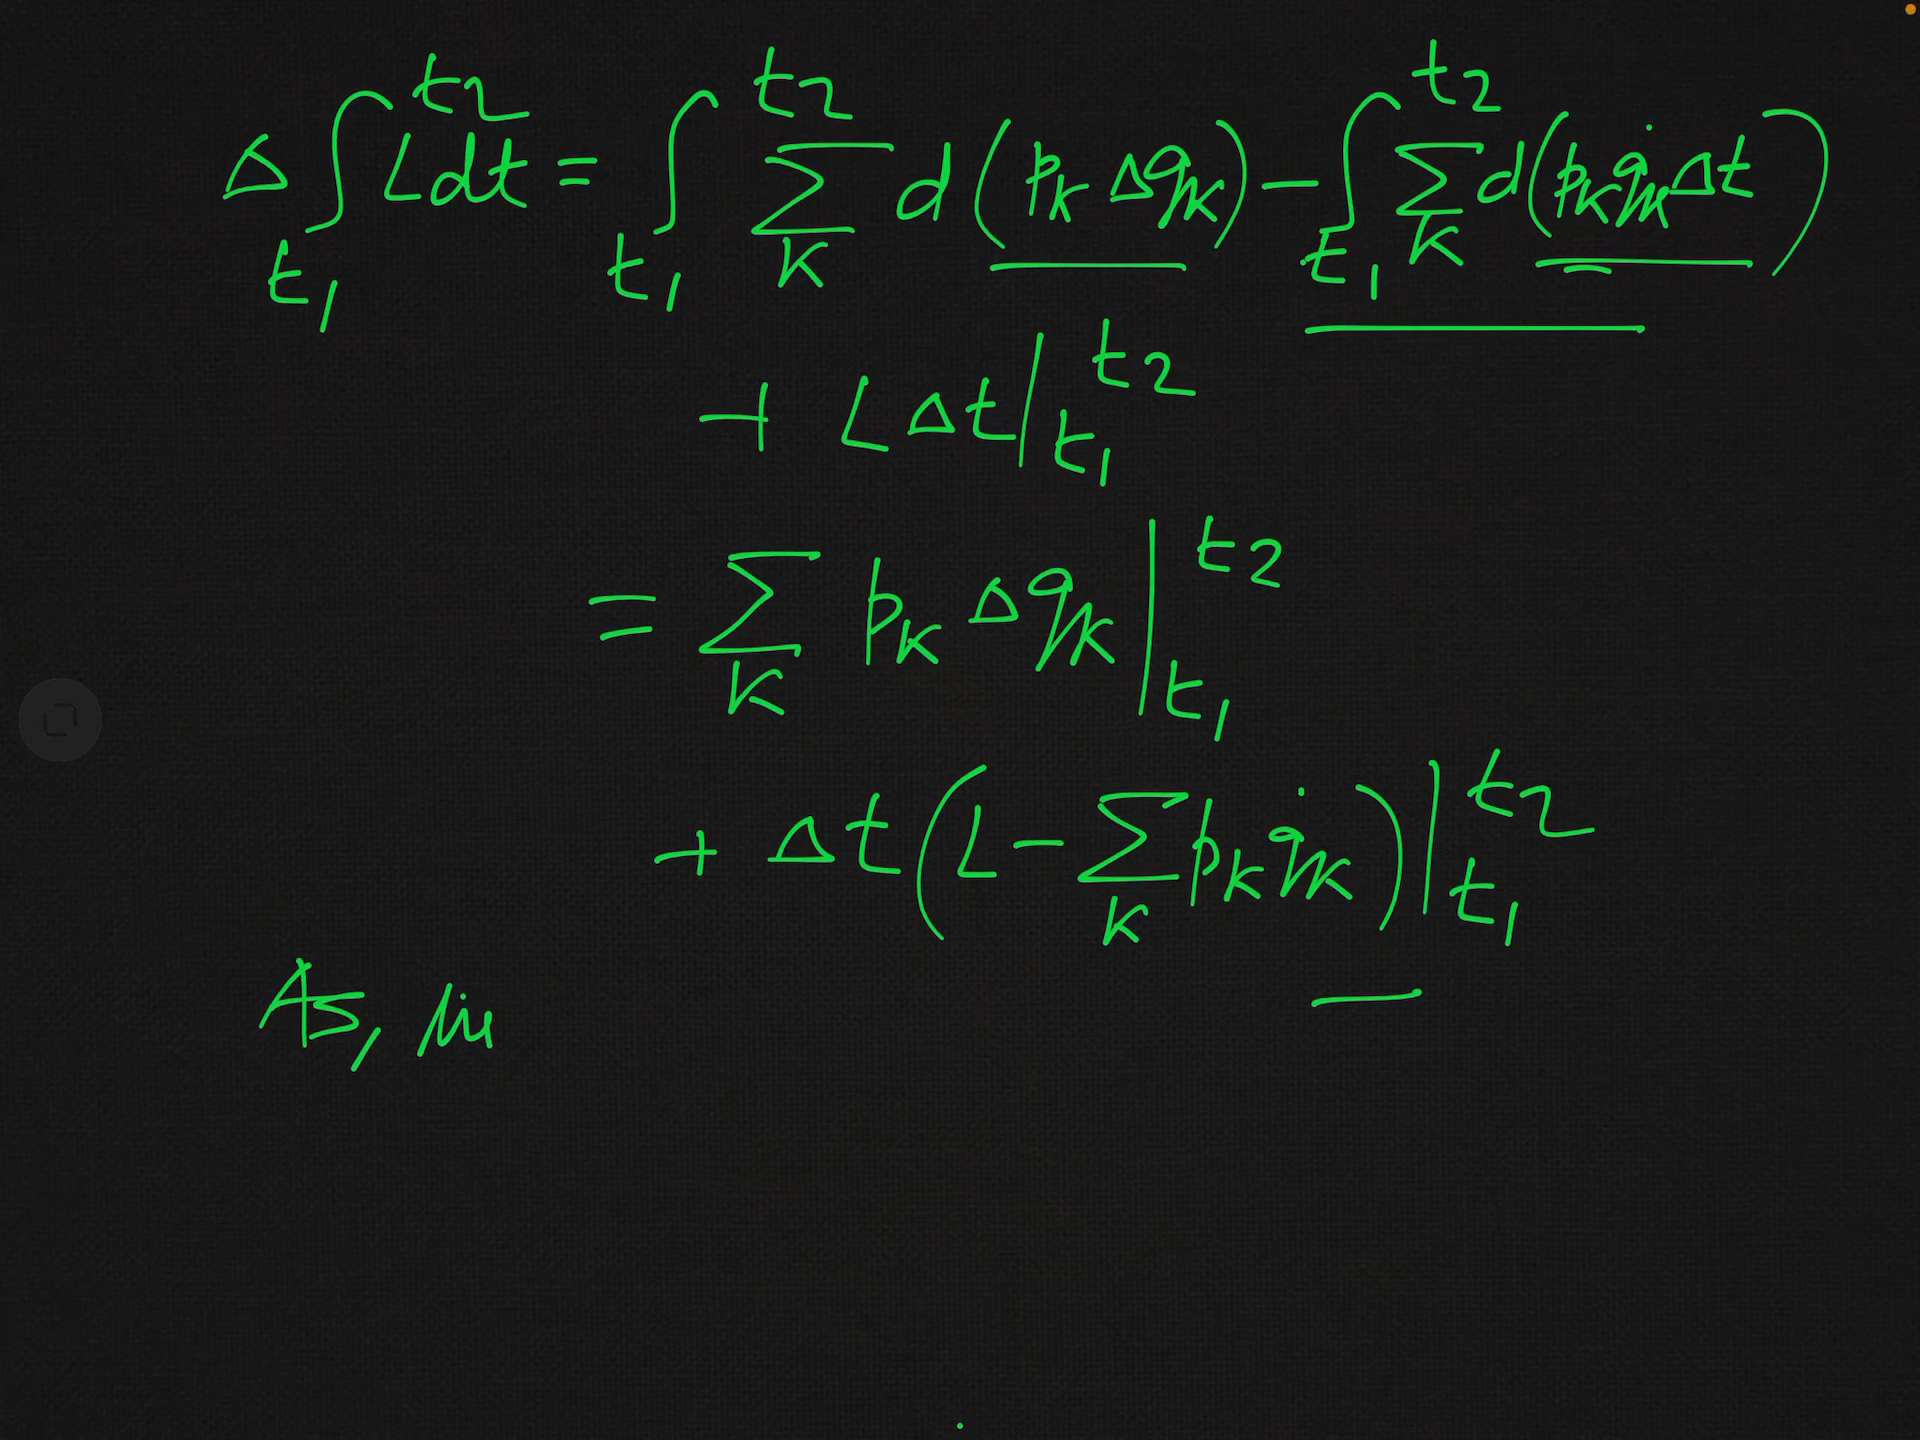 Δ ∫_{t1}^{t2} L dt = ∫_{t1}^{t2} Σ_K d(p_K Δq_K) − ∫_{t1}^{t2} Σ_K d(p_K q̇_K Δt)
+ L Δt |_{t1}^{t2}
= Σ_K p_K Δq_K |_{t1}^{t2}
+ Δt (L − Σ_K p_K q̇_K) |_{t1}^{t2}
As, in